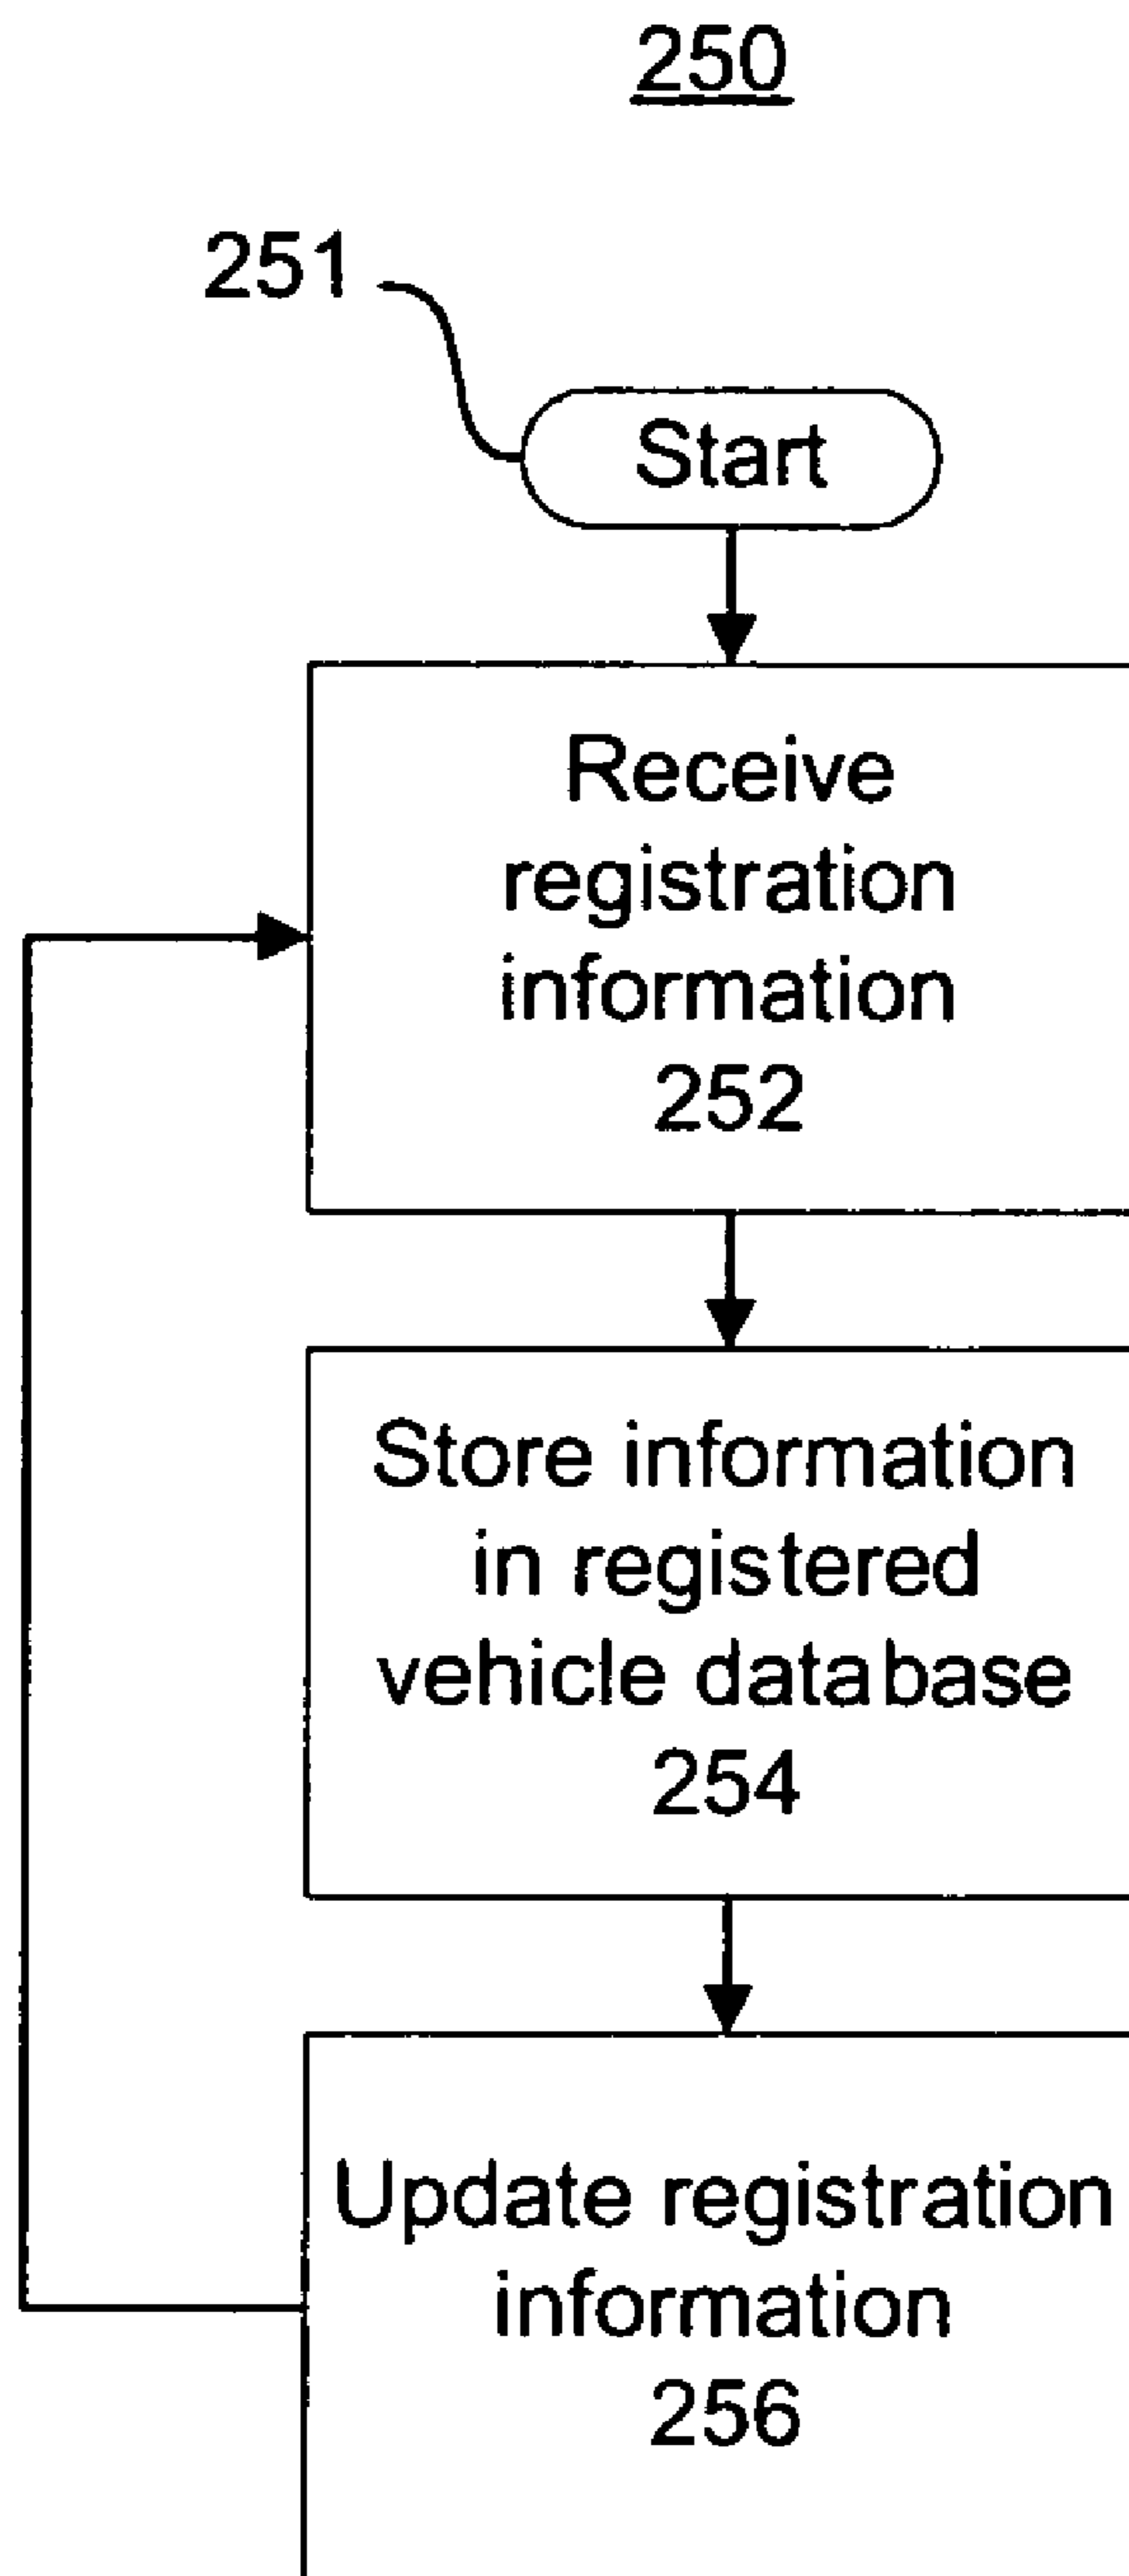 250
251
Start
Receive
registration
information
252
Store information
in registered
vehicle database
254
Update registration
information
256